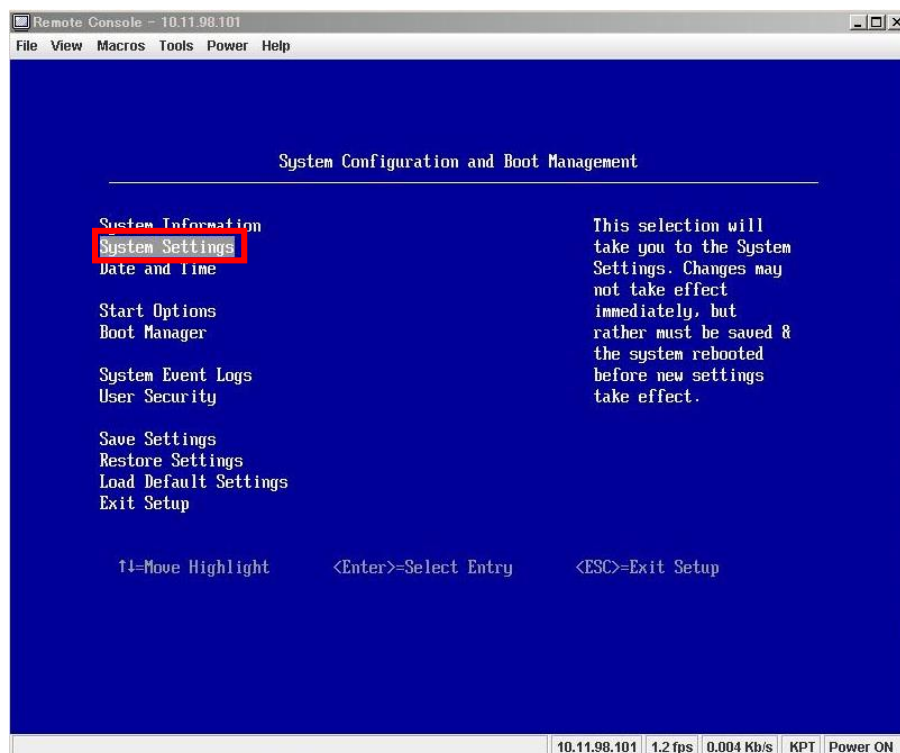 Remote Console - 10.11.98.101
File View Macros Tools Power Help
System Configuration and Boot Management
System Information
System Settings
Date and Time
Start Options
Boot Manager
System Event Logs
User Security
Save Settings
Restore Settings
Load Default Settings
Exit Setup
This selection will
take you to the System
Settings. Changes may
not take effect
immediately, but
rather must be saved &
the system rebooted
before new settings
take effect.
↑↓=Move Highlight <Enter>=Select Entry <ESC>=Exit Setup
10.11.98.101 1.2 fps 0.004 Kb/s KPT Power ON